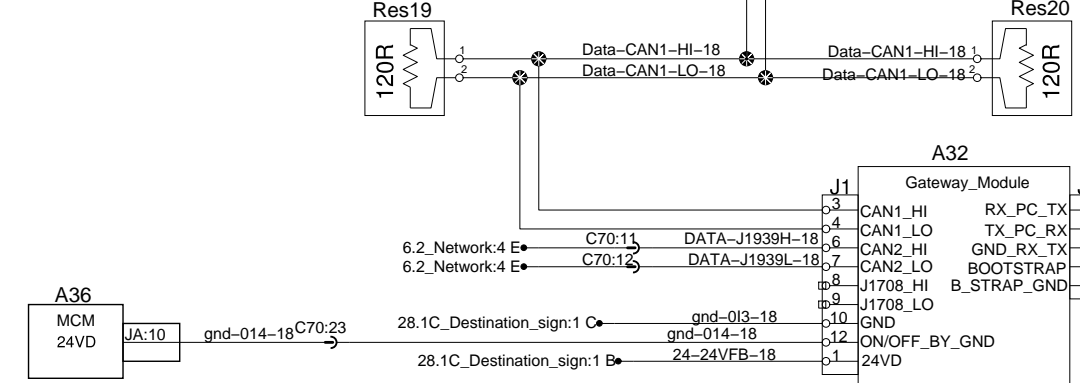 Res19
Res20
120R
1
Data-CAN1-HI-18
Data-CAN1-HI-18
1
2
Data-CAN1-LO-18
Data-CAN1-LO-18
2
120R
A32
Gateway_Module
J1
3
CAN1_HI
RX_PC_TX
4
CAN1_LO
TX_PC_RX
6.2_Network:4 E
C70:11
DATA-J1939H-18
6
CAN2_HI
GND_RX_TX
6.2_Network:4 E
C70:12
DATA-J1939L-18
7
CAN2_LO
BOOTSTRAP
8
J1708_HI
B_STRAP_GND
9
J1708_LO
A36
MCM
24VD
JA:10
gnd-014-18
C70:23
28.1C_Destination_sign:1 C
gnd-0I3-18
10
GND
gnd-014-18
12
ON/OFF_BY_GND
28.1C_Destination_sign:1 B
24-24VFB-18
1
24VD